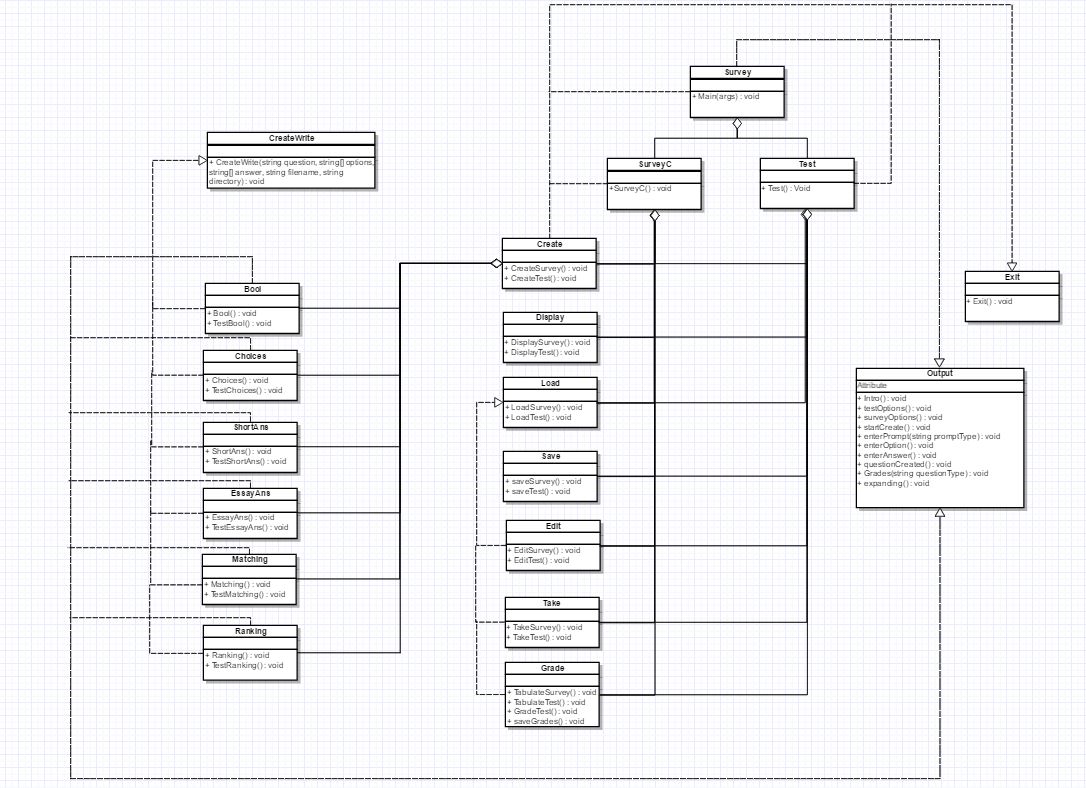 Survey
+ Main(args) : void
CreateWrite
+ CreateWrite(string question, string[] options,
string[] answer, string filename, string
directory) : void
SurveyC
+SurveyC() : void
Test
+ Test() : Void
Create
+ CreateSurvey() : void
+ CreateTest() : void
Exit
+ Exit() : void
Bool
+ Bool() : void
+ TestBool() : void
Display
+ DisplaySurvey() : void
+ DisplayTest() : void
Choices
+ Choices() : void
+ TestChoices() : void
Load
+ LoadSurvey() : void
+ LoadTest() : void
Output
Attribute
+ Intro() : void
+ testOptions() : void
+ surveyOptions() : void
+ startCreate() : void
+ enterPrompt(string promptType) : void
+ enterOption() : void
+ enterAnswer() : void
+ questionCreated() : void
+ Grades(string questionType) : void
+ expanding() : void
ShortAns
+ ShortAns() : void
+ TestShortAns() : void
Save
+ saveSurvey() : void
+ saveTest() : void
EssayAns
+ EssayAns() : void
+ TestEssayAns() : void
Edit
+ EditSurvey() : void
+ EditTest() : void
Matching
+ Matching() : void
+ TestMatching() : void
Take
+ TakeSurvey() : void
+ TakeTest() : void
Ranking
+ Ranking() : void
+ TestRanking() : void
Grade
+ TabulateSurvey() : void
+ TabulateTest() : void
+ GradeTest() : void
+ saveGrades() : void